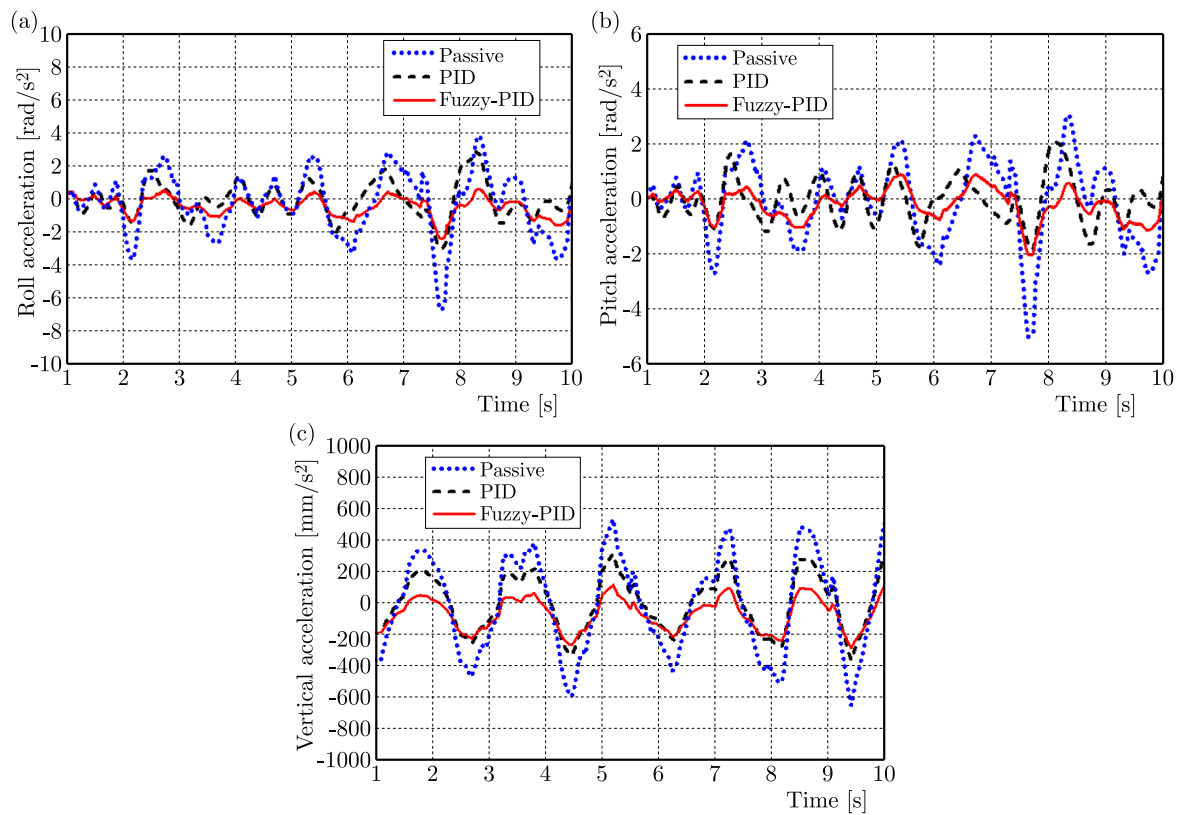 (a)
Roll acceleration [rad/s²]
10
8
6
4
2
0
-2
-4
-6
-8
-10
Passive
PID
Fuzzy-PID
1 2 3 4 5 6 7 8 9 10
Time [s]
(b)
Pitch acceleration [rad/s²]
6
4
2
0
-2
-4
-6
Passive
PID
Fuzzy-PID
1 2 3 4 5 6 7 8 9 10
Time [s]
(c)
Vertical acceleration [mm/s²]
1000
800
600
400
200
0
-200
-400
-600
-800
-1000
Passive
PID
Fuzzy-PID
1 2 3 4 5 6 7 8 9 10
Time [s]